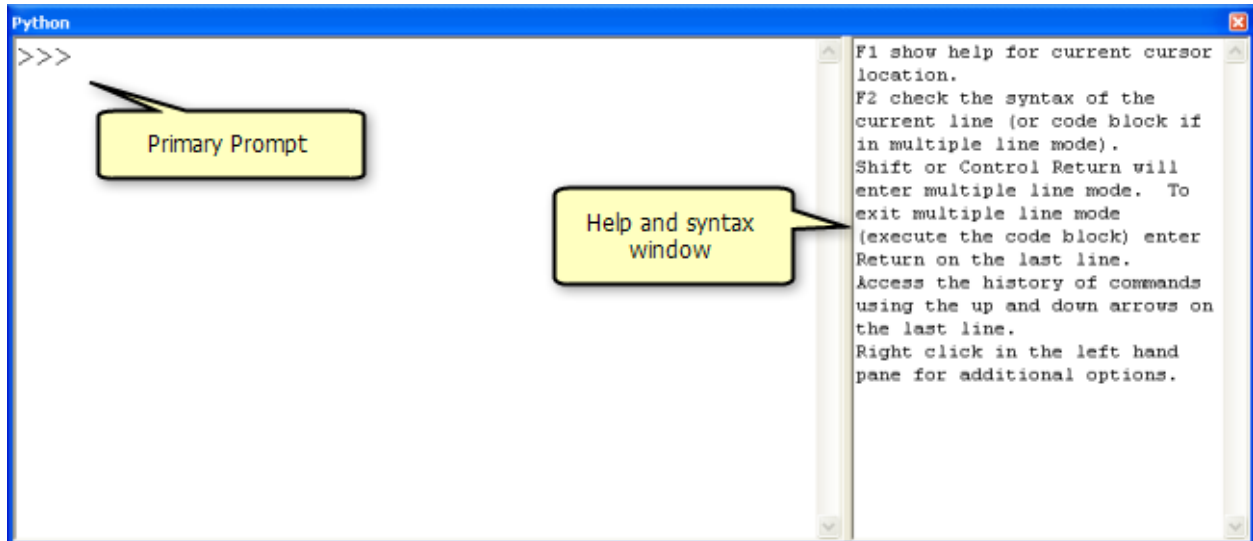 Python
>>>
Primary Prompt
Help and syntax
window
F1 show help for current cursor
location.
F2 check the syntax of the
current line (or code block if
in multiple line mode).
Shift or Control Return will
enter multiple line mode.  To
exit multiple line mode
(execute the code block) enter
Return on the last line.
Access the history of commands
using the up and down arrows on
the last line.
Right click in the left hand
pane for additional options.